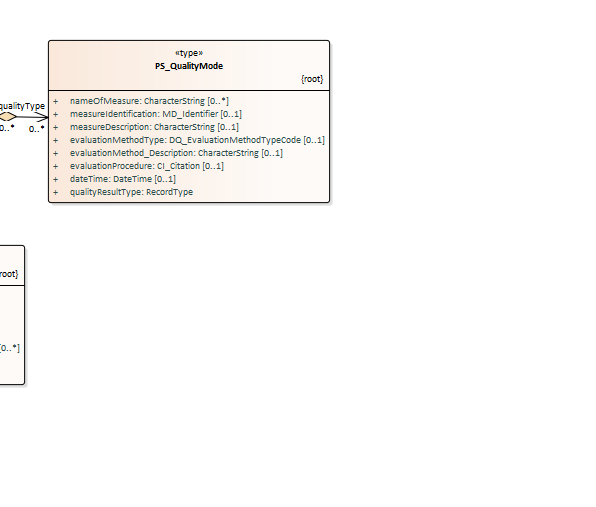 «type»
PS_QualityMode
{root}
qualityType
0..*
0..*
+ nameOfMeasure: CharacterString [0..*]
+ measureIdentification: MD_Identifier [0..1]
+ measureDescription: CharacterString [0..1]
+ evaluationMethodType: DQ_EvaluationMethodTypeCode [0..1]
+ evaluationMethod_Description: CharacterString [0..1]
+ evaluationProcedure: CI_Citation [0..1]
+ dateTime: DateTime [0..1]
+ qualityResultType: RecordType
root}
[0..*]